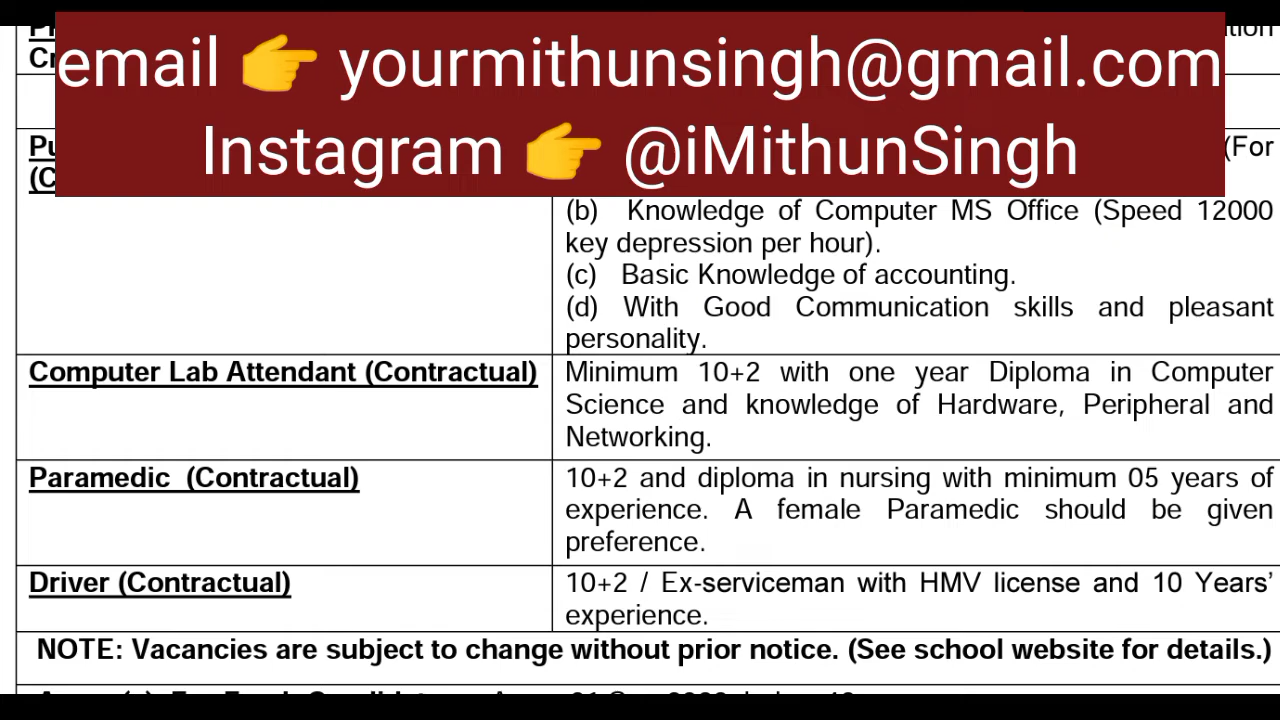 email 👉 yourmithunsingh@gmail.com
Instagram 👉 @iMithunSingh
(For
(b) Knowledge of Computer MS Office (Speed 12000
key depression per hour).
(c) Basic Knowledge of accounting.
(d) With Good Communication skills and pleasant
personality.
Computer Lab Attendant (Contractual)
Minimum 10+2 with one year Diploma in Computer
Science and knowledge of Hardware, Peripheral and
Networking.
Paramedic (Contractual)
10+2 and diploma in nursing with minimum 05 years of
experience. A female Paramedic should be given
preference.
Driver (Contractual)
10+2 / Ex-serviceman with HMV license and 10 Years’
experience.
NOTE: Vacancies are subject to change without prior notice. (See school website for details.)